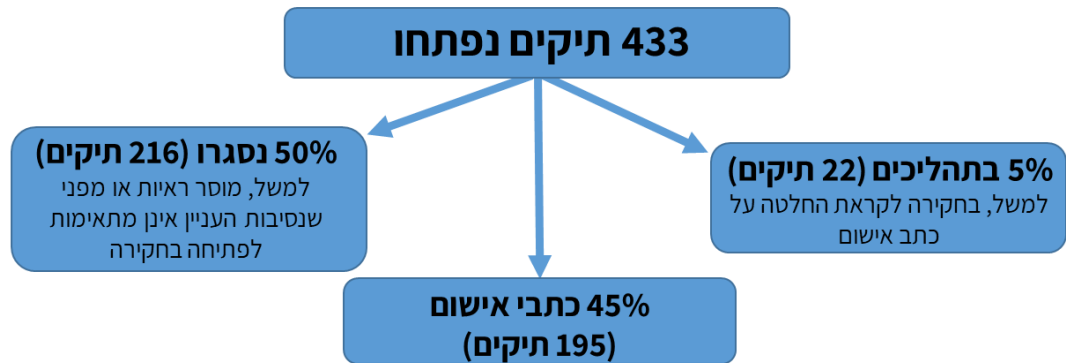 433 תיקים נפתחו
5% בתהליכים (22 תיקים)
למשל, בחקירה לקראת החלטה על
כתב אישום
50% נסגרו (216 תיקים)
למשל, מוסר ראיות או מפני
שנסיבות העניין אינן מתאימות
לפתיחה בחקירה
45% כתבי אישום
(195 תיקים)